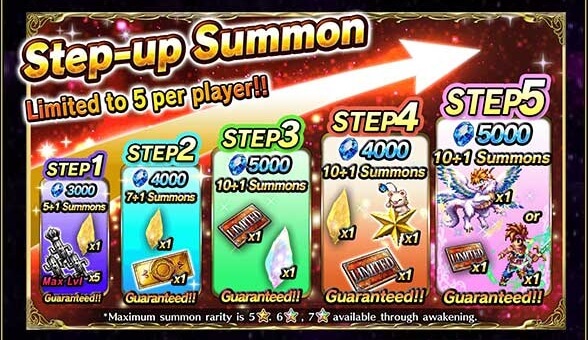 Step-up Summon
Limited to 5 per player!!
STEP1
3000
5+1 Summons
x1
Max Lvl x5
Guaranteed!!
STEP2
4000
7+1 Summons
x1
x1
Guaranteed!!
STEP3
5000
10+1 Summons
LIMITED
x1
x1
Guaranteed!!
STEP4
4000
10+1 Summons
x1
x1
LIMITED
x1
Guaranteed!!
STEP5
5000
10+1 Summons
x1
or
LIMITED
x1
x1
Guaranteed!!
*Maximum summon rarity is 5★. 6★, 7★ available through awakening.